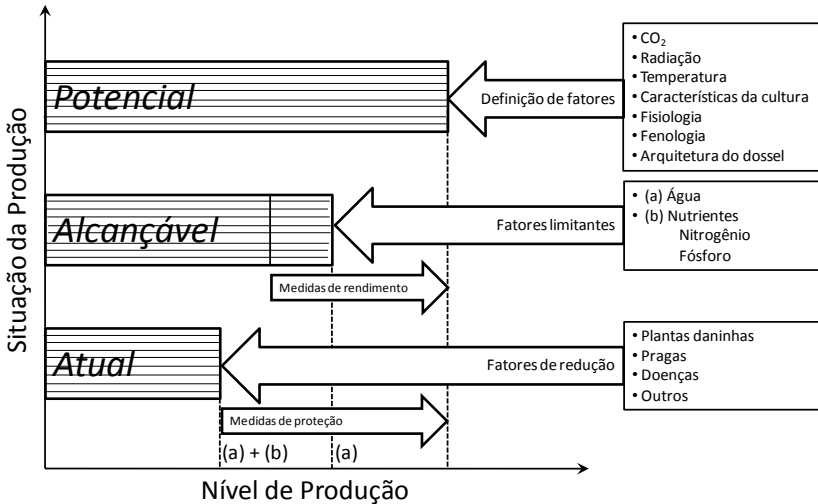 Situação da Produção
Potencial
Definição de fatores
• CO₂
• Radiação
• Temperatura
• Características da cultura
• Fisiologia
• Fenologia
• Arquitetura do dossel
Alcançável
Fatores limitantes
• (a) Água
• (b) Nutrientes
Nitrogênio
Fósforo
Medidas de rendimento
Atual
Fatores de redução
• Plantas daninhas
• Pragas
• Doenças
• Outros
Medidas de proteção
(a) + (b)
(a)
Nível de Produção